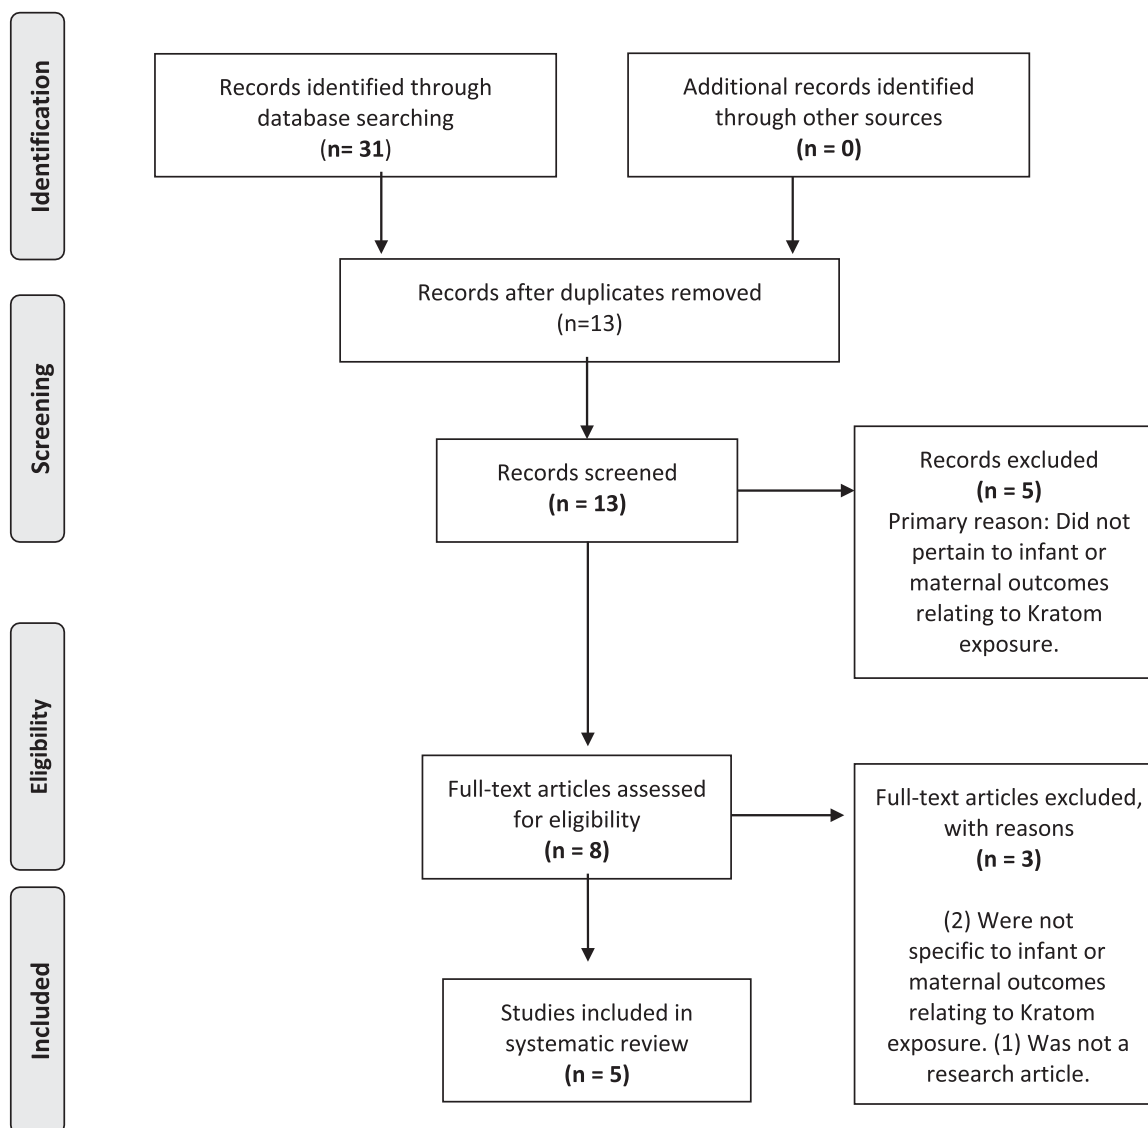 Identification
Records identified through
database searching
(n= 31)
Additional records identified
through other sources
(n = 0)
Records after duplicates removed
(n=13)
Screening
Records screened
(n = 13)
Records excluded
(n = 5)
Primary reason: Did not
pertain to infant or
maternal outcomes
relating to Kratom
exposure.
Eligibility
Full-text articles assessed
for eligibility
(n = 8)
Full-text articles excluded,
with reasons
(n = 3)
(2) Were not
specific to infant or
maternal outcomes
relating to Kratom
exposure. (1) Was not a
research article.
Included
Studies included in
systematic review
(n = 5)